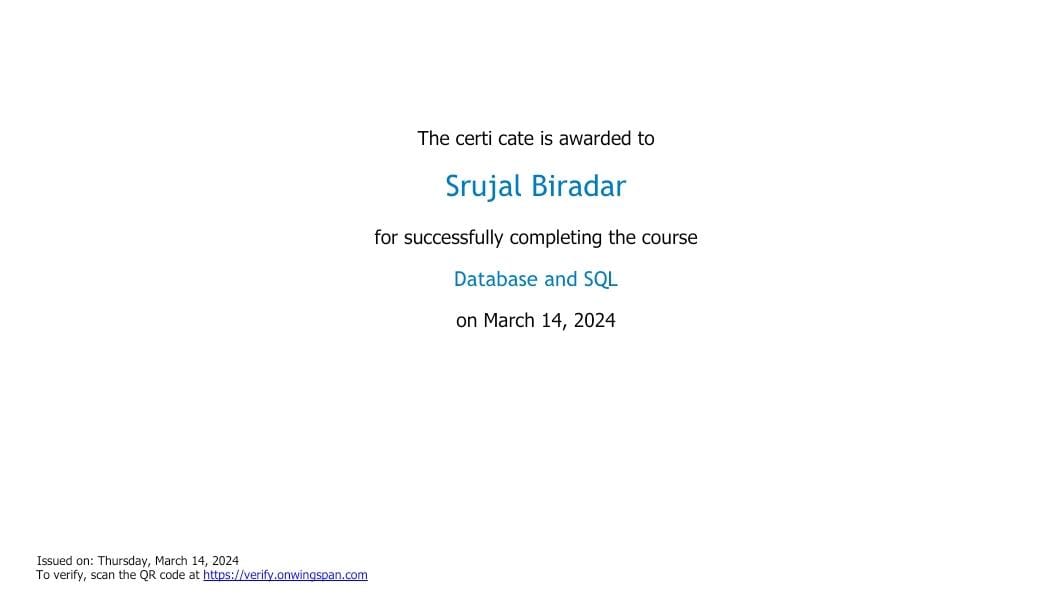 The certi cate is awarded to
Srujal Biradar
for successfully completing the course
Database and SQL
on March 14, 2024
Issued on: Thursday, March 14, 2024
To verify, scan the QR code at https://verify.onwingspan.com